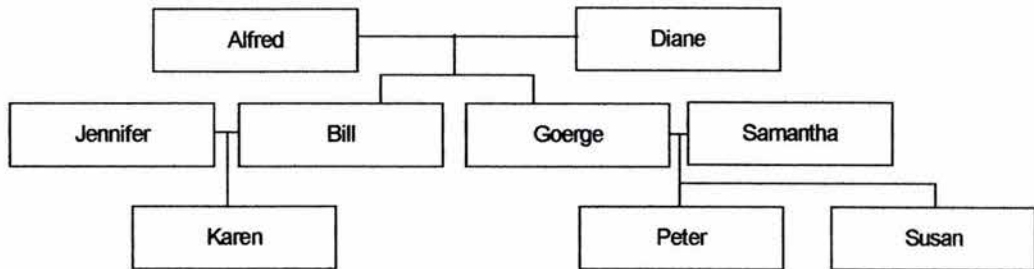 Alfred
Diane
Jennifer
Bill
Goerge
Samantha
Karen
Peter
Susan